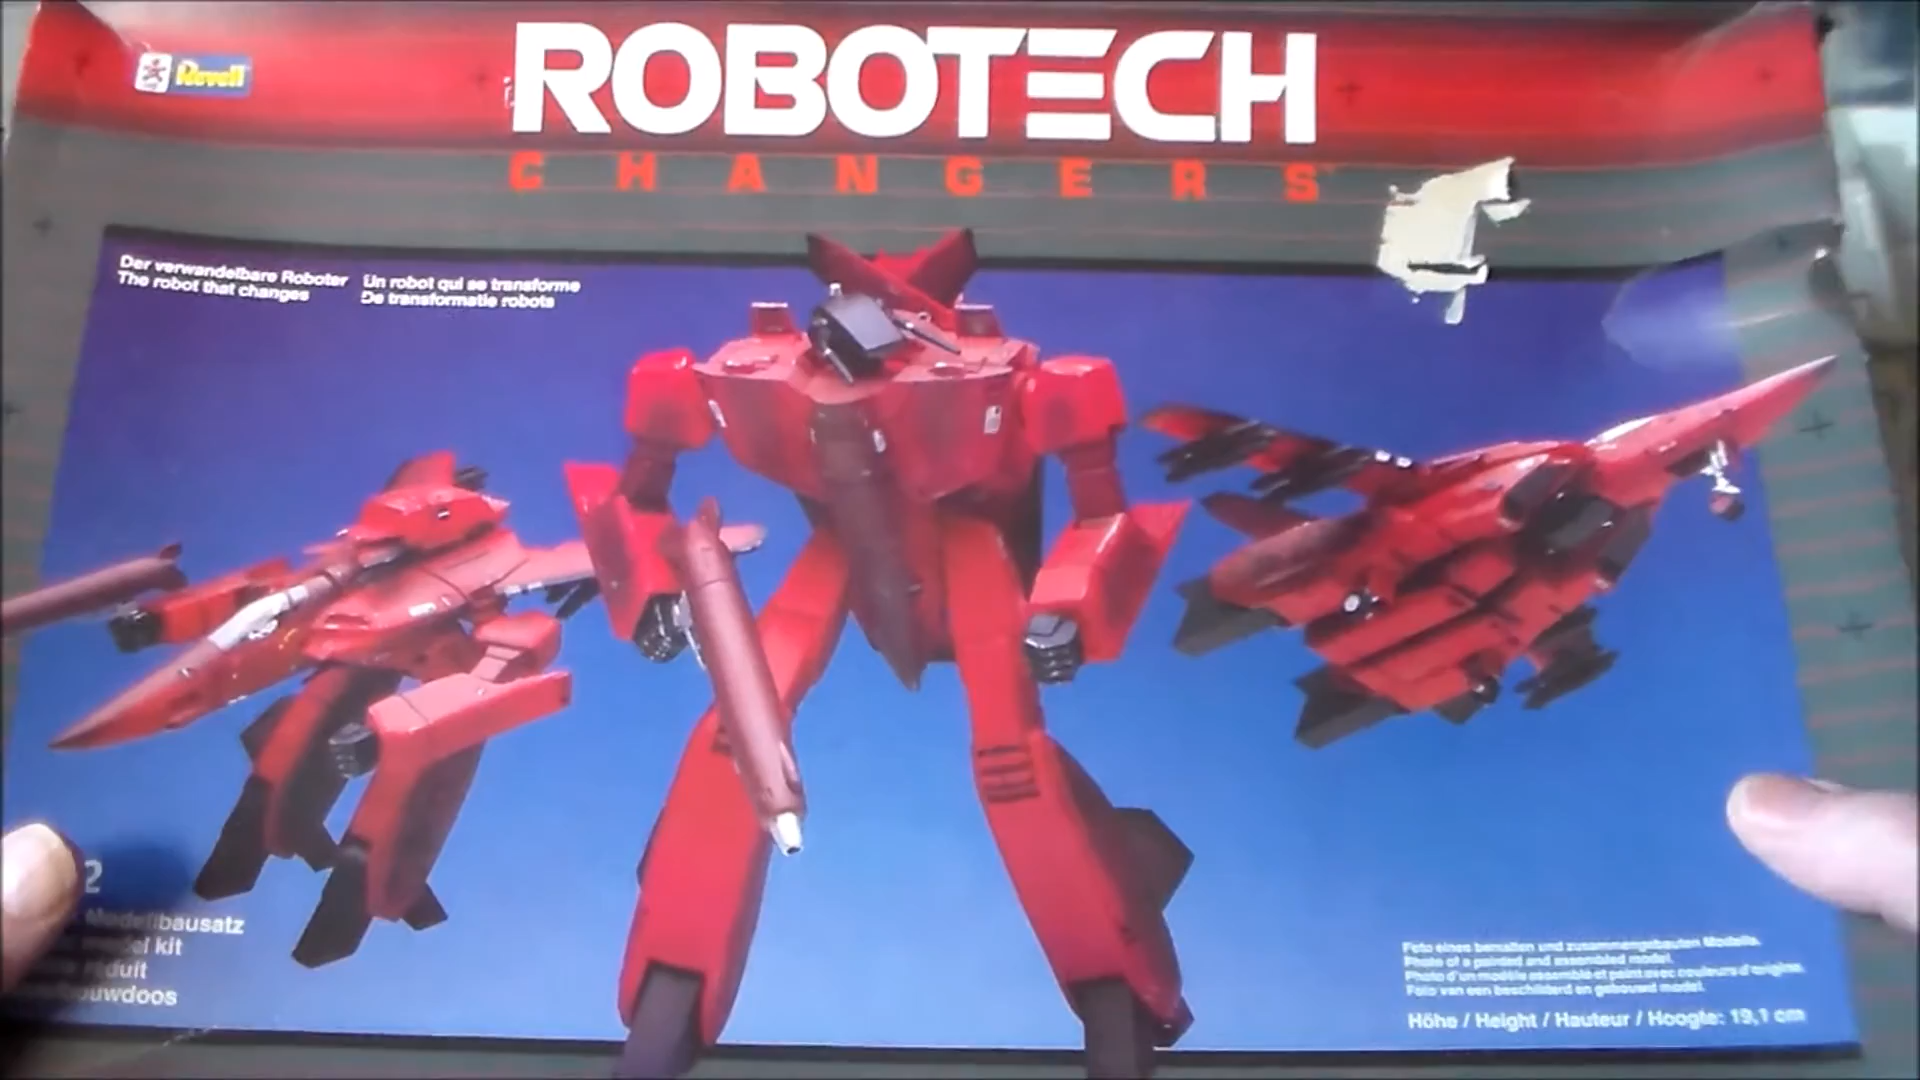 Revell
ROBOTECH
CHANGERS
Der verwandelbare Roboter
The robot that changes
Un robot qui se transforme
De transformatie robots
2
Modellbausatz
model kit
réduit
bouwdoos
Foto eines bemalten und zusammengebauten Modells.
Photo of a painted and assembled model.
Photo d'un modèle assemblé et peint avec couleurs d'origine.
Foto van een beschilderd en gebouwd model.
Höhe / Height / Hauteur / Hoogte: 19,1 cm